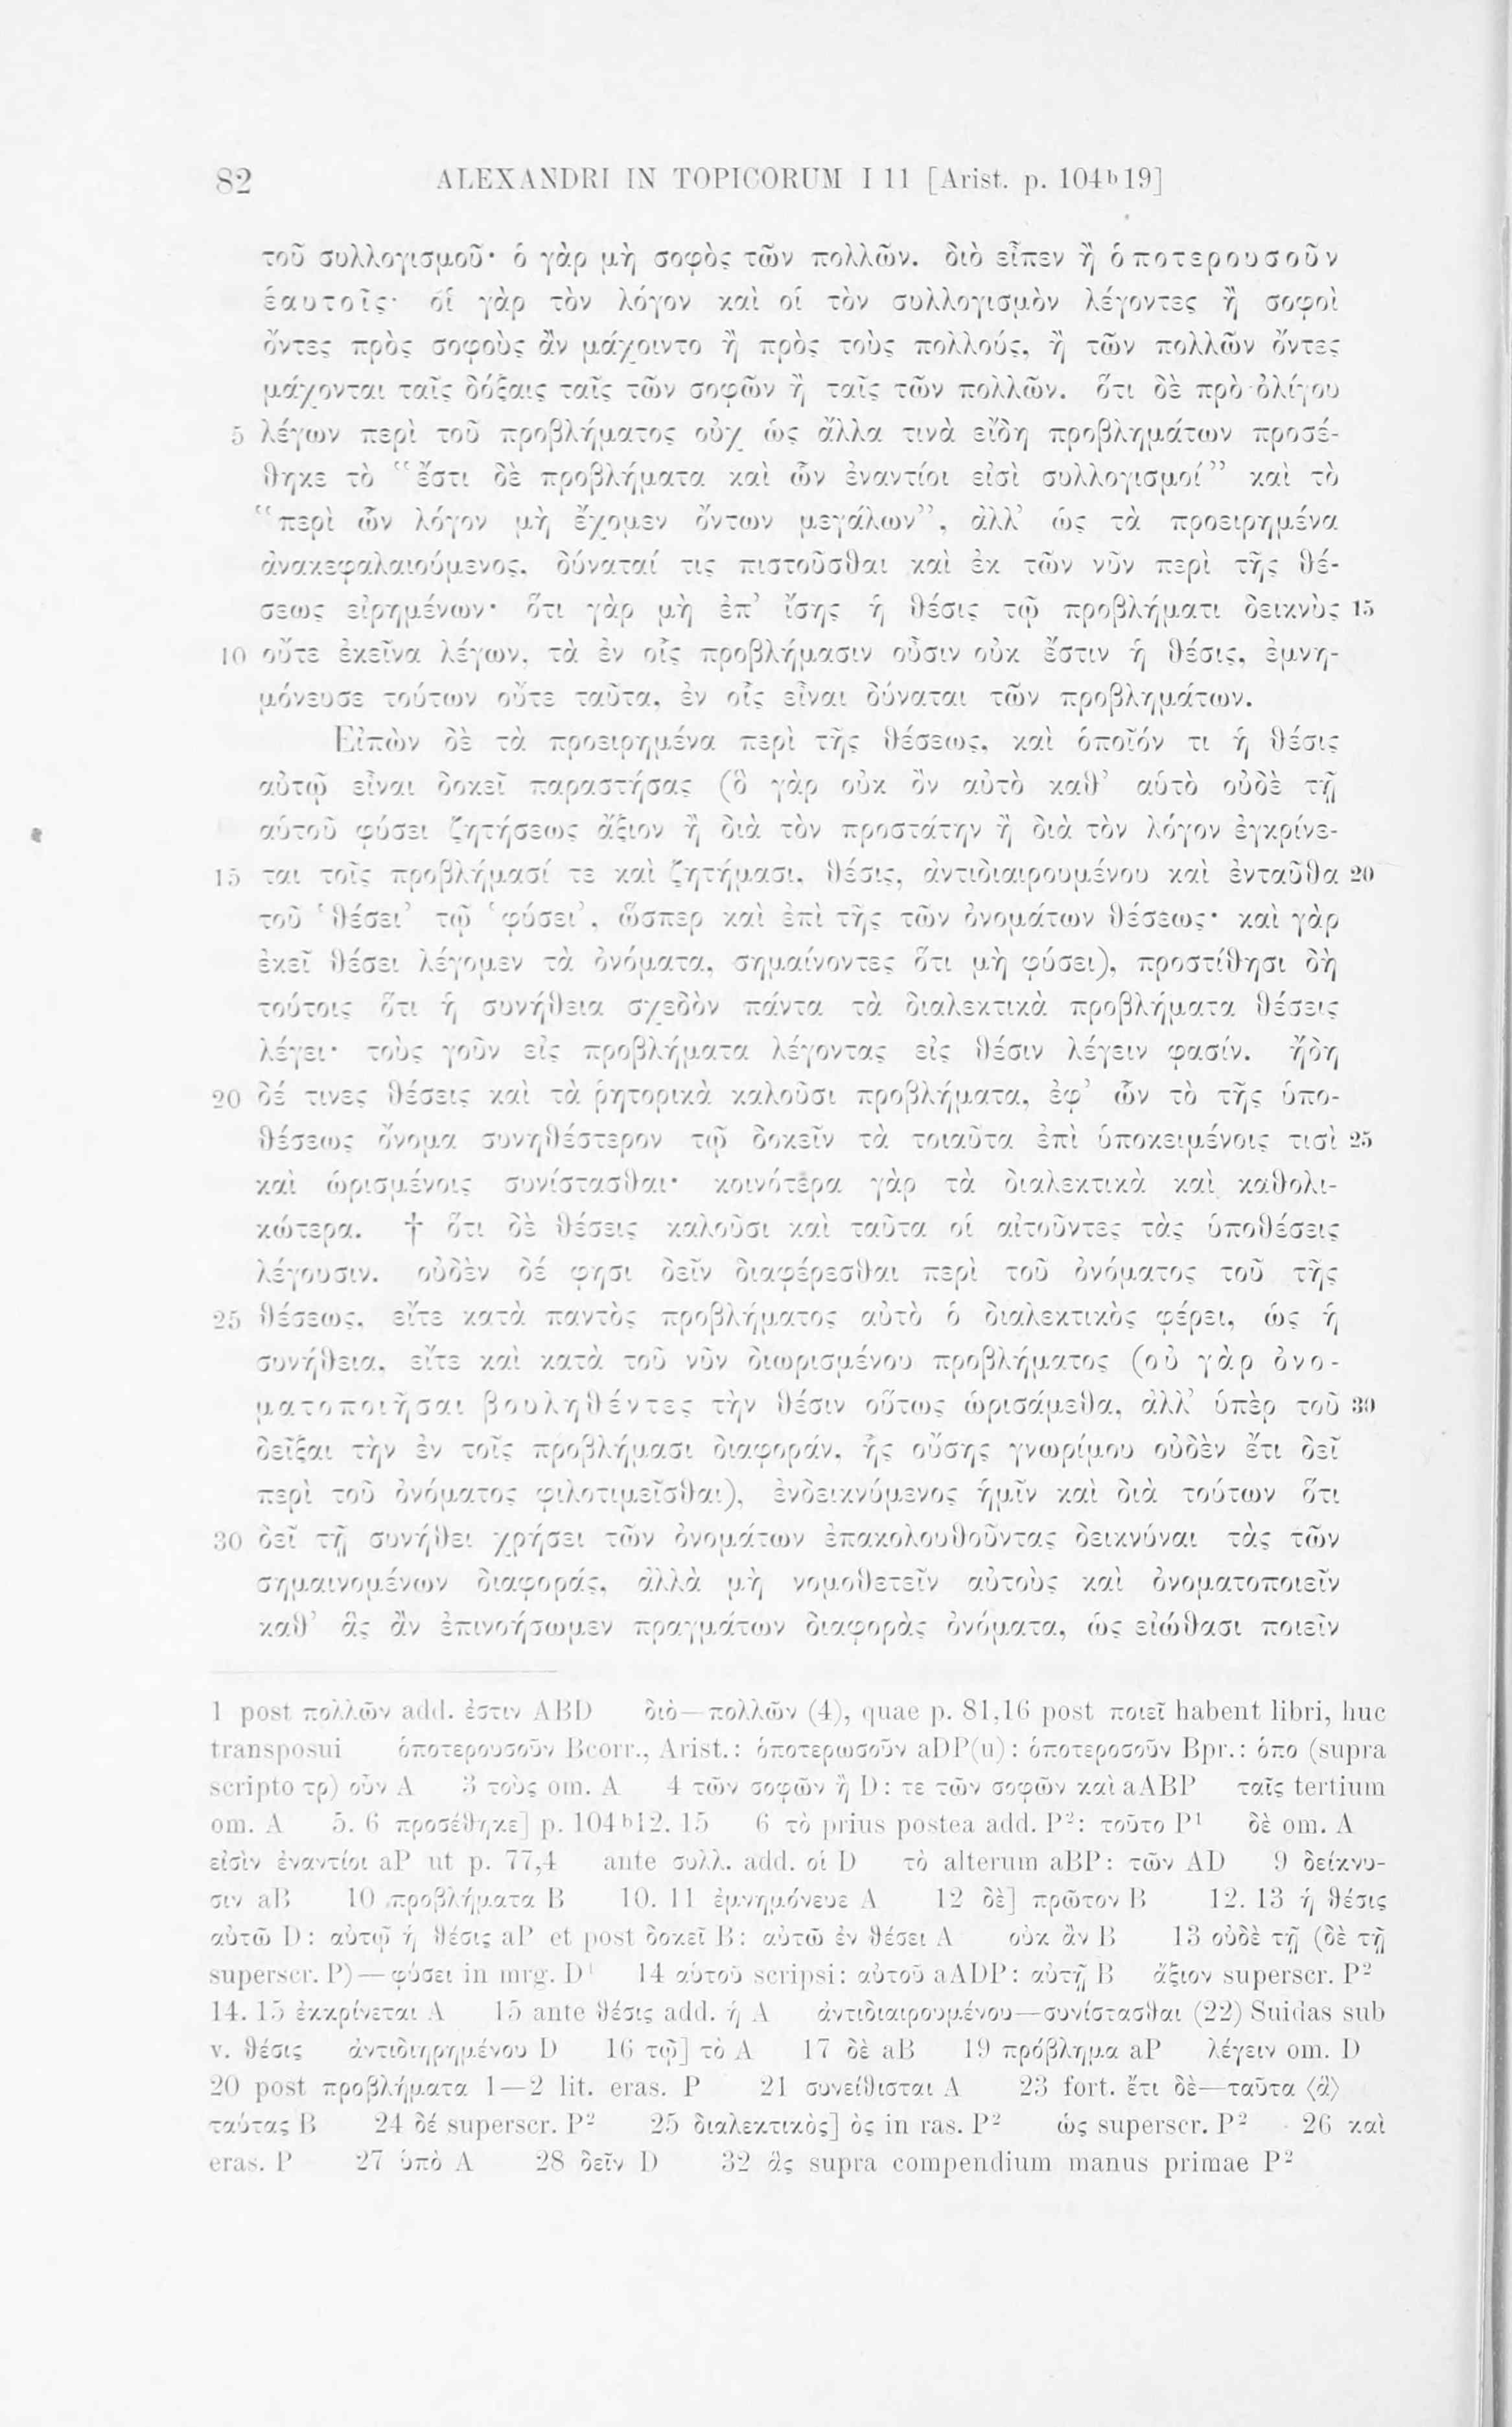 82 ALEXANDRI IN TOPICORUM I 11 [Arist. p. 104ᵇ19]
τοῦ συλλογισμοῦ· ὁ γὰρ μὴ σοφὸς τῶν πολλῶν. διὸ εἶπεν ἢ ὁποτερουσοῦν
ἑαυτοῖς· οἱ γὰρ τὸν λόγον καὶ οἱ τὸν συλλογισμὸν λέγοντες ἢ σοφοὶ
ὄντες πρὸς σοφοὺς ἂν μάχοιντο ἢ πρὸς τοὺς πολλούς, ἢ τῶν πολλῶν ὄντες
μάχονται ταῖς δόξαις ταῖς τῶν σοφῶν ἢ ταῖς τῶν πολλῶν. ὅτι δὲ πρὸ ὀλίγου
5 λέγων περὶ τοῦ προβλήματος οὐχ ὡς ἄλλα τινὰ εἴδη προβλημάτων προσέ-
θηκε τὸ “ἔστι δὲ προβλήματα καὶ ὧν ἐναντίοι εἰσὶ συλλογισμοί” καὶ τὸ
“περὶ ὧν λόγον μὴ ἔχομεν ὄντων μεγάλων”, ἀλλ’ ὡς τὰ προειρημένα
ἀνακεφαλαιούμενος, δύναταί τις πιστοῦσθαι καὶ ἐκ τῶν νῦν περὶ τῆς θέ-
σεως εἰρημένων· ὅτι γὰρ μὴ ἐπ’ ἴσης ἡ θέσις τῷ προβλήματι δεικνὺς 15
10 οὔτε ἐκεῖνα λέγων, τὰ ἐν οἷς προβλήμασιν οὖσιν οὐκ ἔστιν ἡ θέσις, ἐμνη-
μόνευσε τούτων οὔτε ταῦτα, ἐν οἷς εἶναι δύναται τῶν προβλημάτων.
Εἰπὼν δὲ τὰ προειρημένα περὶ τῆς θέσεως, καὶ ὁποῖόν τι ἡ θέσις
αὐτῷ εἶναι δοκεῖ παραστήσας (ὃ γὰρ οὐκ ὂν αὐτὸ καθ’ αὑτὸ οὐδὲ τῇ
αὑτοῦ φύσει ζητήσεως ἄξιον ἢ διὰ τὸν προστάτην ἢ διὰ τὸν λόγον ἐγκρίνε-
15 ται τοῖς προβλήμασί τε καὶ ζητήμασι, θέσις, ἀντιδιαιρουμένου καὶ ἐνταῦθα 20
τοῦ ‘θέσει’ τῷ ‘φύσει’, ὥσπερ καὶ ἐπὶ τῆς τῶν ὀνομάτων θέσεως· καὶ γὰρ
ἐκεῖ θέσει λέγομεν τὰ ὀνόματα, σημαίνοντες ὅτι μὴ φύσει), προστίθησι δὴ
τούτοις ὅτι ἡ συνήθεια σχεδὸν πάντα τὰ διαλεκτικὰ προβλήματα θέσεις
λέγει· τοὺς γοῦν εἰς προβλήματα λέγοντας εἰς θέσιν λέγειν φασίν. ἤδη
20 δέ τινες θέσεις καὶ τὰ ῥητορικὰ καλοῦσι προβλήματα, ἐφ’ ὧν τὸ τῆς ὑπο-
θέσεως ὄνομα συνηθέστερον τῷ δοκεῖν τὰ τοιαῦτα ἐπὶ ὑποκειμένοις τισὶ 25
καὶ ὡρισμένοις συνίστασθαι· κοινότερα γὰρ τὰ διαλεκτικὰ καὶ καθολι-
κώτερα. † ὅτι δὲ θέσεις καλοῦσι καὶ ταῦτα οἱ αἰτοῦντες τὰς ὑποθέσεις
λέγουσιν. οὐδὲν δέ φησι δεῖν διαφέρεσθαι περὶ τοῦ ὀνόματος τοῦ τῆς
25 θέσεως, εἴτε κατὰ παντὸς προβλήματος αὐτὸ ὁ διαλεκτικὸς φέρει, ὡς ἡ
συνήθεια, εἴτε καὶ κατὰ τοῦ νῦν διωρισμένου προβλήματος (οὐ γὰρ ὀνο-
ματοποιῆσαι βουληθέντες τὴν θέσιν οὕτως ὡρισάμεθα, ἀλλ’ ὑπὲρ τοῦ 30
δεῖξαι τὴν ἐν τοῖς προβλήμασι διαφοράν, ἧς οὔσης γνωρίμου οὐδὲν ἔτι δεῖ
περὶ τοῦ ὀνόματος φιλοτιμεῖσθαι), ἐνδεικνύμενος ἡμῖν καὶ διὰ τούτων ὅτι
30 δεῖ τῇ συνήθει χρήσει τῶν ὀνομάτων ἐπακολουθοῦντας δεικνύναι τὰς τῶν
σημαινομένων διαφοράς, ἀλλὰ μὴ νομοθετεῖν αὐτοὺς καὶ ὀνοματοποιεῖν
καθ’ ἃς ἂν ἐπινοήσωμεν πραγμάτων διαφορὰς ὀνόματα, ὡς εἰώθασι ποιεῖν
1 post πολλῶν add. ἐστιν ABD διὸ—πολλῶν (4), quae p. 81,16 post ποιεῖ habent libri, huc
transposui ὁποτερουσοῦν Bcorr., Arist.: ὁποτερωσοῦν aDP(u): ὁποτεροσοῦν Bpr.: ὁπο (supra
scripto τρ) οὖν A 3 τοὺς om. A 4 τῶν σοφῶν ἢ D: τε τῶν σοφῶν καὶ aABP ταῖς tertium
om. A 5. 6 προσέθηκε] p. 104ᵇ12. 15 6 τὸ prius postea add. P²: τοῦτο P¹ δὲ om. A
εἰσὶν ἐναντίοι aP ut p. 77,4 ante συλλ. add. οἱ D τὸ alterum aBP: τῶν AD 9 δείκνυ-
σιν aB 10 προβλήματα B 10. 11 ἐμνημόνευε A 12 δὲ] πρῶτον B 12. 13 ἡ θέσις
αὐτῶ D: αὐτῷ ἡ θέσις aP et post δοκεῖ B: αὐτῶ ἐν θέσει A οὐκ ἂν B 13 οὐδὲ τῇ (δὲ τῇ
superscr. P)—φύσει in mrg. D¹ 14 αὑτοῦ scripsi: αὐτοῦ aADP: αὐτῇ B ἄξιον superscr. P²
14. 15 ἐκκρίνεται A 15 ante θέσις add. ἡ A ἀντιδιαιρουμένου—συνίστασθαι (22) Suidas sub
v. θέσις ἀντιδιῃρημένου D 16 τῷ] τὸ A 17 δὲ aB 19 πρόβλημα aP λέγειν om. D
20 post προβλήματα 1—2 lit. eras. P 21 συνείθισται A 23 fort. ἔτι δὲ—ταῦτα ⟨ἃ⟩
ταύτας B 24 δέ superscr. P² 25 διαλεκτικὸς] ὸς in ras. P² ὡς superscr. P² 26 καὶ
eras. P 27 ὑπὸ A 28 δεῖν D 32 ἃς supra compendium manus primae P²